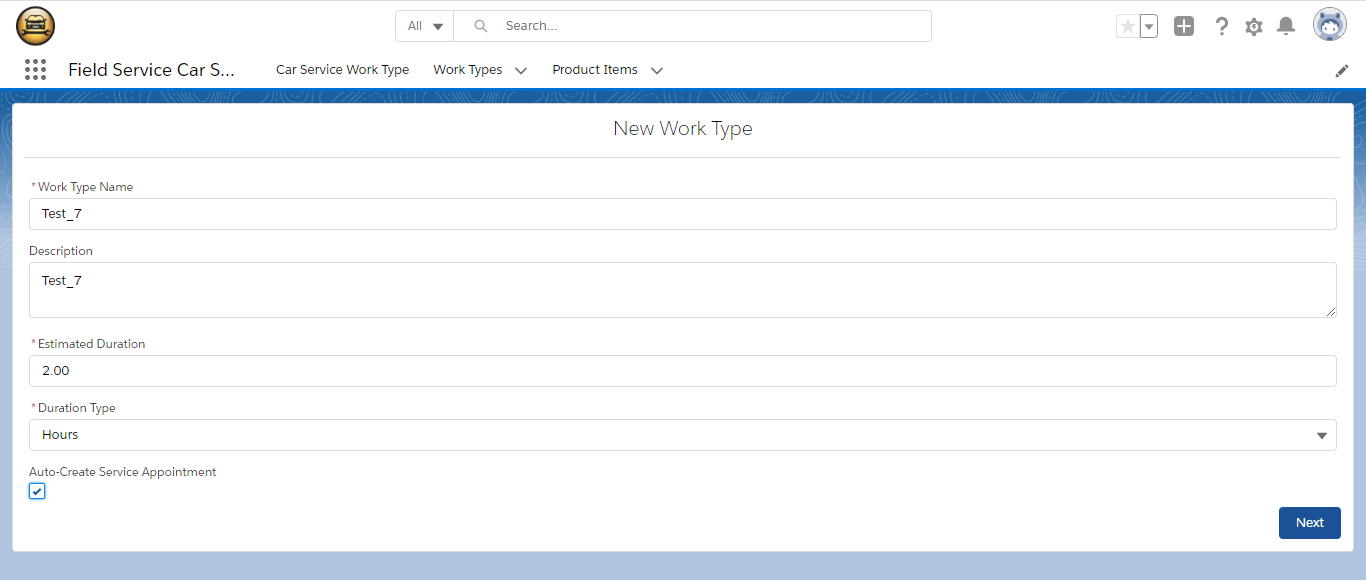 All Search...
Field Service Car S... Car Service Work Type Work Types Product Items
New Work Type
*Work Type Name
Test_7
Description
Test_7
*Estimated Duration
2.00
*Duration Type
Hours
Auto-Create Service Appointment
Next